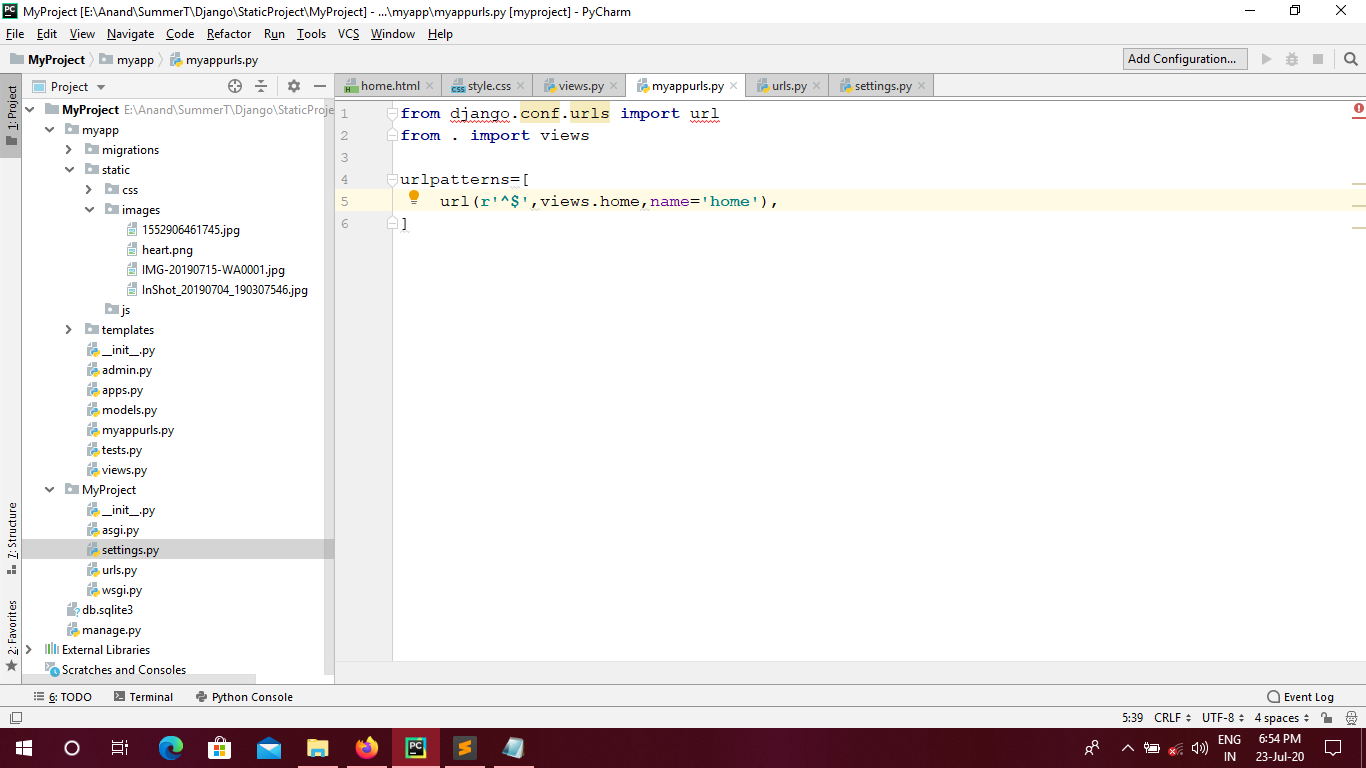 MyProject [E:\Anand\SummerT\Django\StaticProject\MyProject] - ...\myapp\myappurls.py [myproject] - PyCharm
File Edit View Navigate Code Refactor Run Tools VCS Window Help
MyProject myapp myappurls.py Add Configuration...
Project home.html style.css views.py myappurls.py urls.py settings.py
1: Project
MyProject E:\Anand\SummerT\Django\StaticProje
myapp
migrations
static
css
images
1552906461745.jpg
heart.png
IMG-20190715-WA0001.jpg
InShot_20190704_190307546.jpg
js
templates
__init__.py
admin.py
apps.py
models.py
myappurls.py
tests.py
views.py
MyProject
__init__.py
asgi.py
settings.py
urls.py
wsgi.py
db.sqlite3
manage.py
External Libraries
Scratches and Consoles
7: Structure
2: Favorites
1 from django.conf.urls import url
2 from . import views
3
4 urlpatterns=[
5 url(r'^$',views.home,name='home'),
6 ]
6: TODO Terminal Python Console Event Log
5:39 CRLF UTF-8 4 spaces
ENG 6:54 PM
IN 23-Jul-20